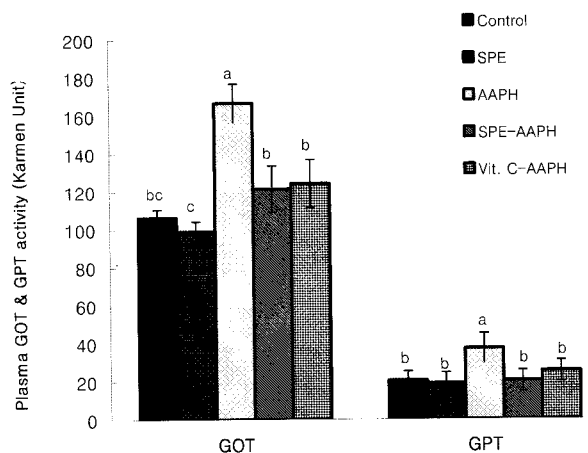 Control
SPE
AAPH
SPE-AAPH
Vit. C-AAPH
Plasma GOT & GPT activity (Karmen Unit)
200
180
160
140
120
100
80
60
40
20
0
bc
c
a
b
b
b
b
a
b
b
GOT
GPT